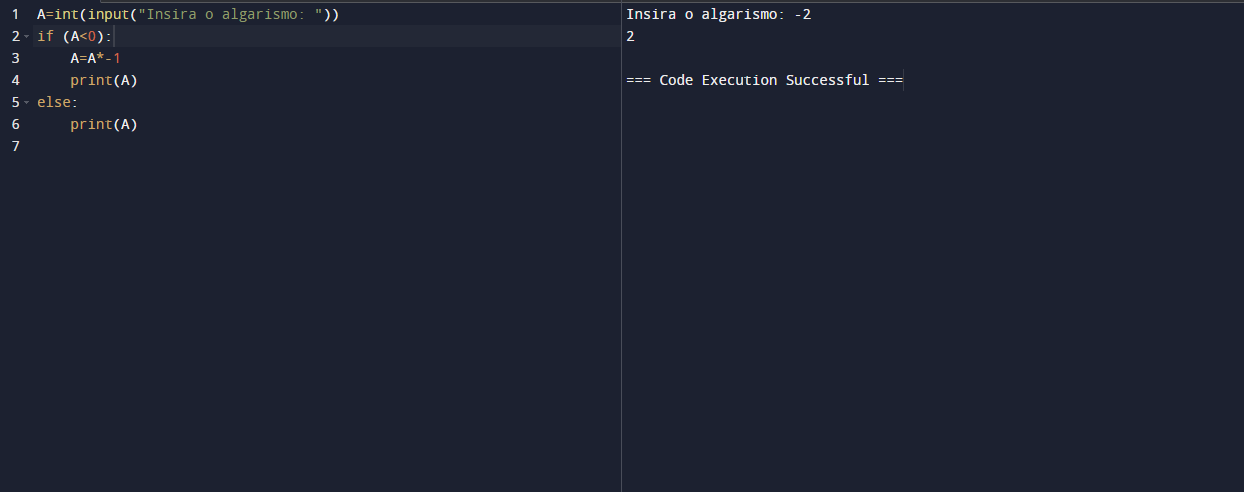 1 A=int(input("Insira o algarismo: "))
2 if (A<0):
3     A=A*-1
4     print(A)
5 else:
6     print(A)
7
Insira o algarismo: -2
2
=== Code Execution Successful ===